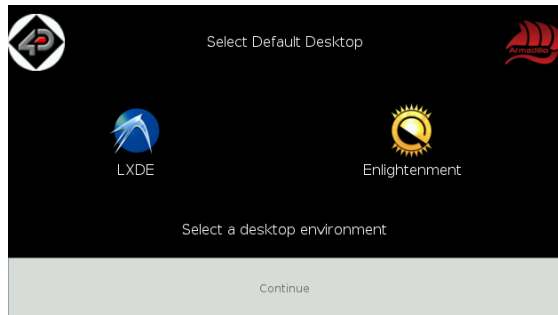 Select Default Desktop
Armadillo
LXDE
Enlightenment
Select a desktop environment
Continue